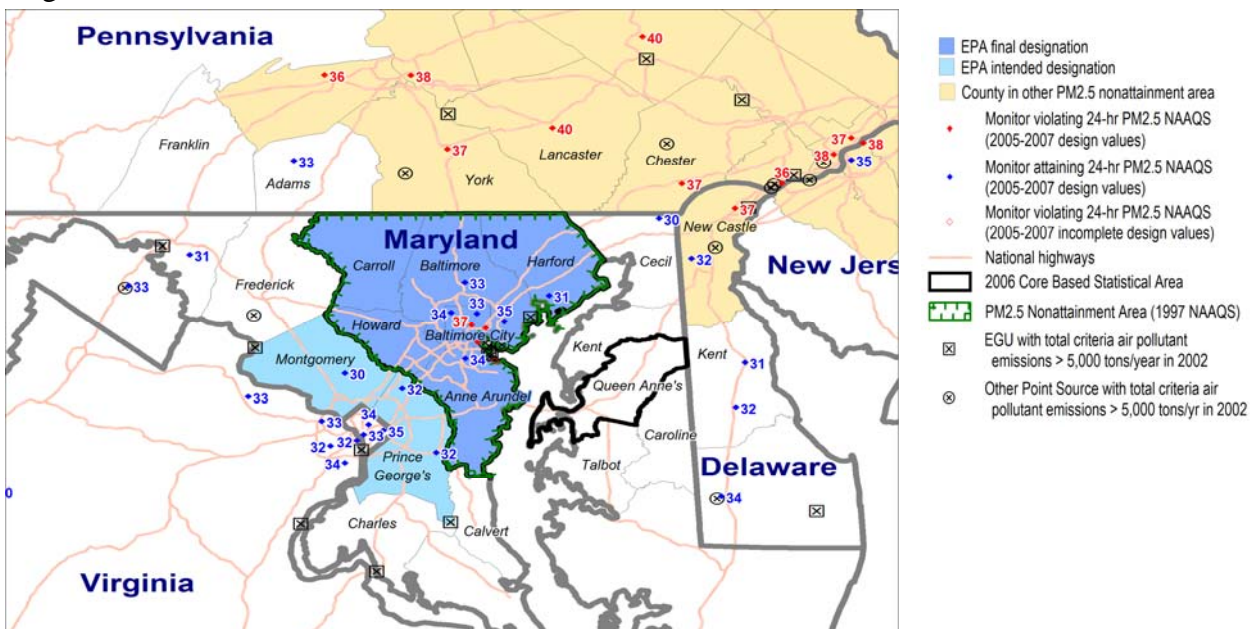 Pennsylvania
40
36
38
Franklin
33
Adams
40
37
York
Lancaster
Chester
37
38
38
35
36
37
37
30
New Castle
32
Maryland
Carroll
Baltimore
Harford
Cecil
New Jers
31
33
Frederick
33
34
33
35
31
37
Howard
Baltimore City
34
Montgomery
30
32
Anne Arundel
Kent
Queen Anne's
Kent
31
32
33
34
33
35
32
33
32
34
Prince
George's
32
Caroline
Talbot
Delaware
34
0
Charles
Calvert
Virginia
EPA final designation
EPA intended designation
County in other PM2.5 nonattainment area
Monitor violating 24-hr PM2.5 NAAQS
(2005-2007 design values)
Monitor attaining 24-hr PM2.5 NAAQS
(2005-2007 design values)
Monitor violating 24-hr PM2.5 NAAQS
(2005-2007 incomplete design values)
National highways
2006 Core Based Statistical Area
PM2.5 Nonattainment Area (1997 NAAQS)
EGU with total criteria air pollutant
emissions > 5,000 tons/year in 2002
Other Point Source with total criteria air
pollutant emissions > 5,000 tons/yr in 2002